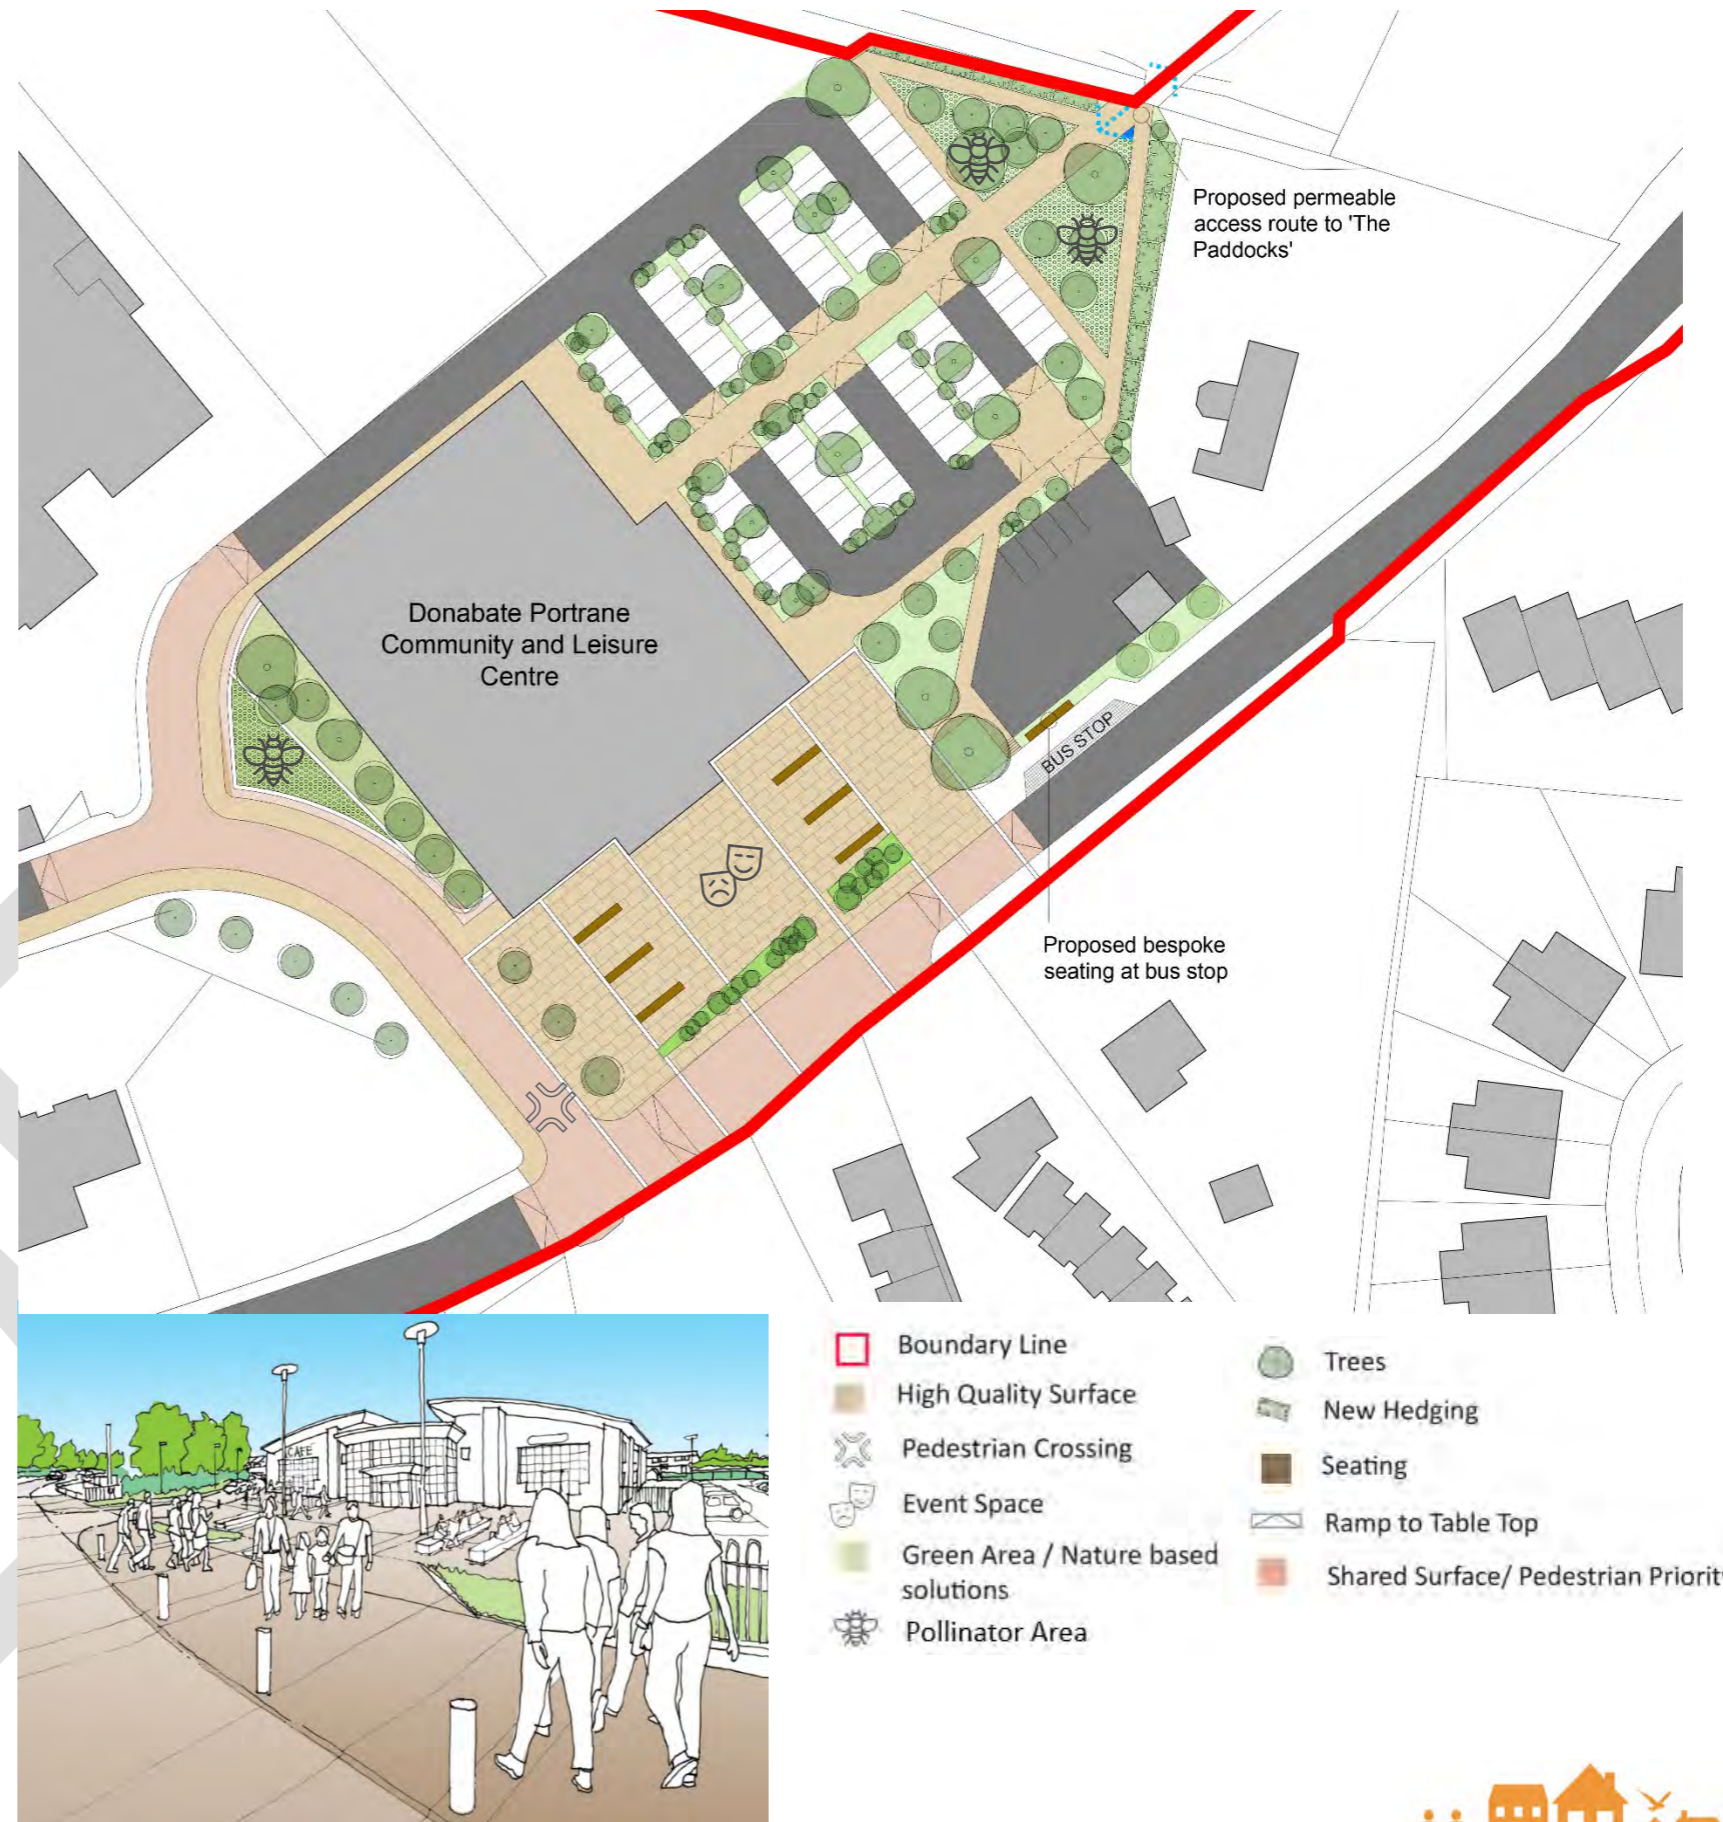 Proposed permeable
access route to 'The
Paddocks'
Donabate Portrane
Community and Leisure
Centre
BUS STOP
Proposed bespoke
seating at bus stop
CAFE
Boundary Line
High Quality Surface
Pedestrian Crossing
Event Space
Green Area / Nature based
solutions
Pollinator Area
Trees
New Hedging
Seating
Ramp to Table Top
Shared Surface/ Pedestrian Priorit